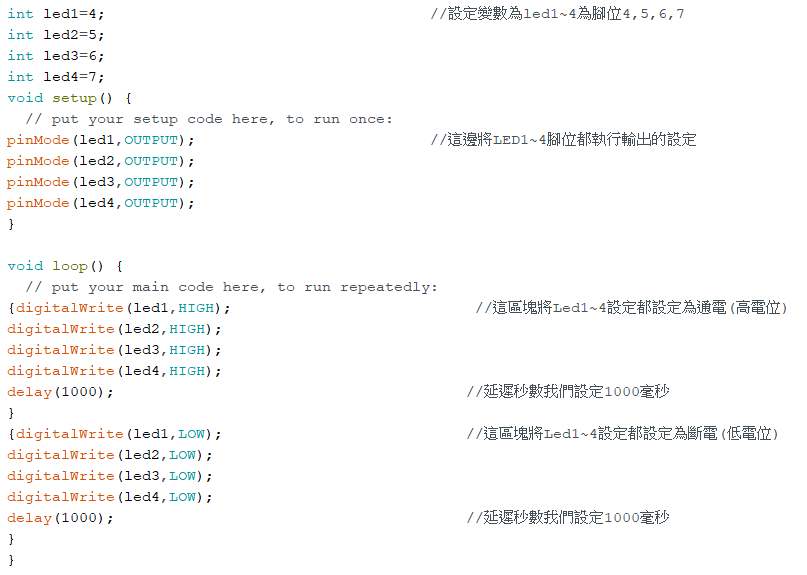 int led1=4; //設定變數為led1~4為腳位4,5,6,7
int led2=5;
int led3=6;
int led4=7;
void setup() {
// put your setup code here, to run once:
pinMode(led1,OUTPUT); //這邊將LED1~4腳位都執行輸出的設定
pinMode(led2,OUTPUT);
pinMode(led3,OUTPUT);
pinMode(led4,OUTPUT);
}
void loop() {
// put your main code here, to run repeatedly:
{digitalWrite(led1,HIGH); //這區塊將Led1~4設定都設定為通電(高電位)
digitalWrite(led2,HIGH);
digitalWrite(led3,HIGH);
digitalWrite(led4,HIGH);
delay(1000); //延遲秒數我們設定1000毫秒
}
{digitalWrite(led1,LOW); //這區塊將Led1~4設定都設定為斷電(低電位)
digitalWrite(led2,LOW);
digitalWrite(led3,LOW);
digitalWrite(led4,LOW);
delay(1000); //延遲秒數我們設定1000毫秒
}
}